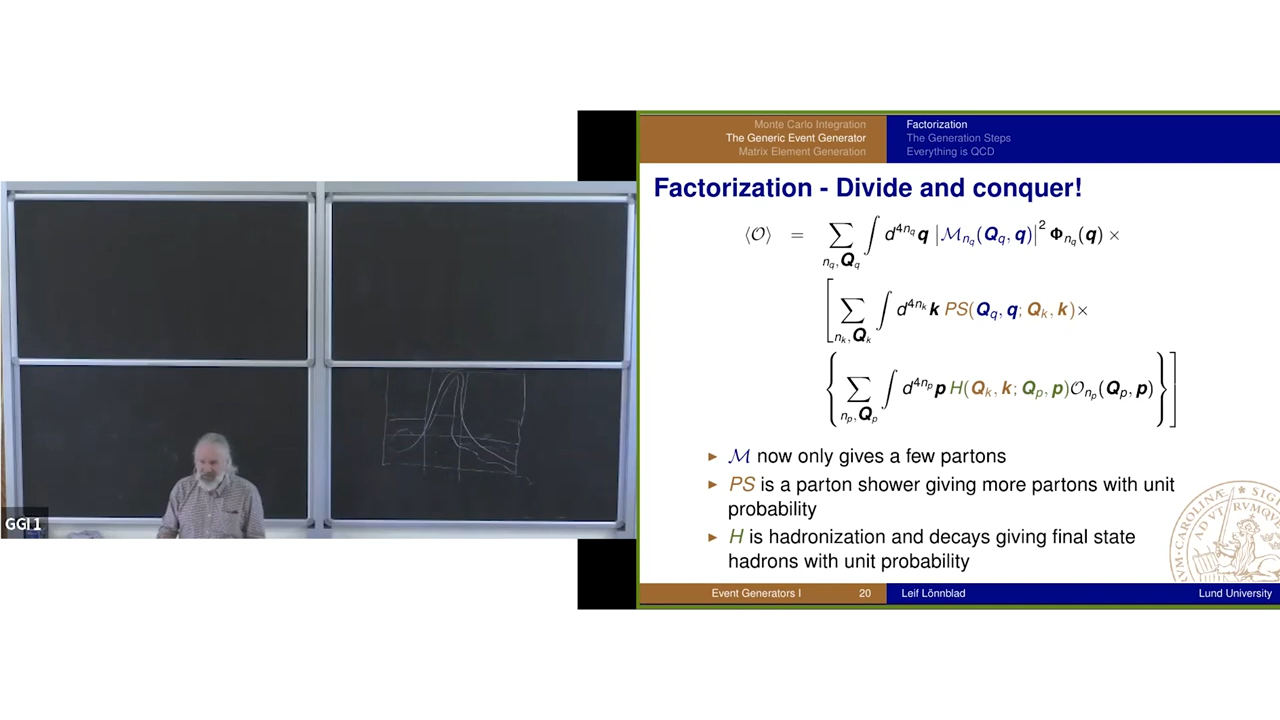 GGI 1
Monte Carlo Integration
The Generic Event Generator
Matrix Element Generation
Factorization
The Generation Steps
Everything is QCD
Factorization - Divide and conquer!
⟨𝒪⟩ = ∑_{n_q, Q_q} ∫ d^{4n_q} q |ℳ_{n_q}(Q_q, q)|² Φ_{n_q}(q) ×
[ ∑_{n_k, Q_k} ∫ d^{4n_k} k PS(Q_q, q; Q_k, k) ×
{ ∑_{n_p, Q_p} ∫ d^{4n_p} p H(Q_k, k; Q_p, p) 𝒪_{n_p}(Q_p, p) } ]
▶ ℳ now only gives a few partons
▶ PS is a parton shower giving more partons with unit
probability
▶ H is hadronization and decays giving final state
hadrons with unit probability
Event Generators I 20 Leif Lönnblad Lund University